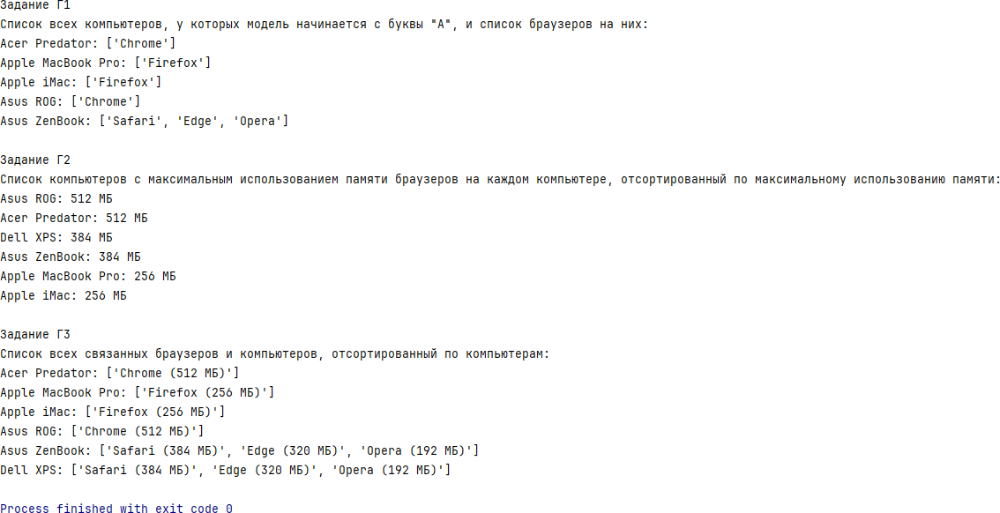 Задание Г1
Список всех компьютеров, у которых модель начинается с буквы "А", и список браузеров на них:
Acer Predator: ['Chrome']
Apple MacBook Pro: ['Firefox']
Apple iMac: ['Firefox']
Asus ROG: ['Chrome']
Asus ZenBook: ['Safari', 'Edge', 'Opera']
Задание Г2
Список компьютеров с максимальным использованием памяти браузеров на каждом компьютере, отсортированный по максимальному использованию памяти:
Asus ROG: 512 МБ
Acer Predator: 512 МБ
Dell XPS: 384 МБ
Asus ZenBook: 384 МБ
Apple MacBook Pro: 256 МБ
Apple iMac: 256 МБ
Задание Г3
Список всех связанных браузеров и компьютеров, отсортированный по компьютерам:
Acer Predator: ['Chrome (512 МБ)']
Apple MacBook Pro: ['Firefox (256 МБ)']
Apple iMac: ['Firefox (256 МБ)']
Asus ROG: ['Chrome (512 МБ)']
Asus ZenBook: ['Safari (384 МБ)', 'Edge (320 МБ)', 'Opera (192 МБ)']
Dell XPS: ['Safari (384 МБ)', 'Edge (320 МБ)', 'Opera (192 МБ)']
Process finished with exit code 0